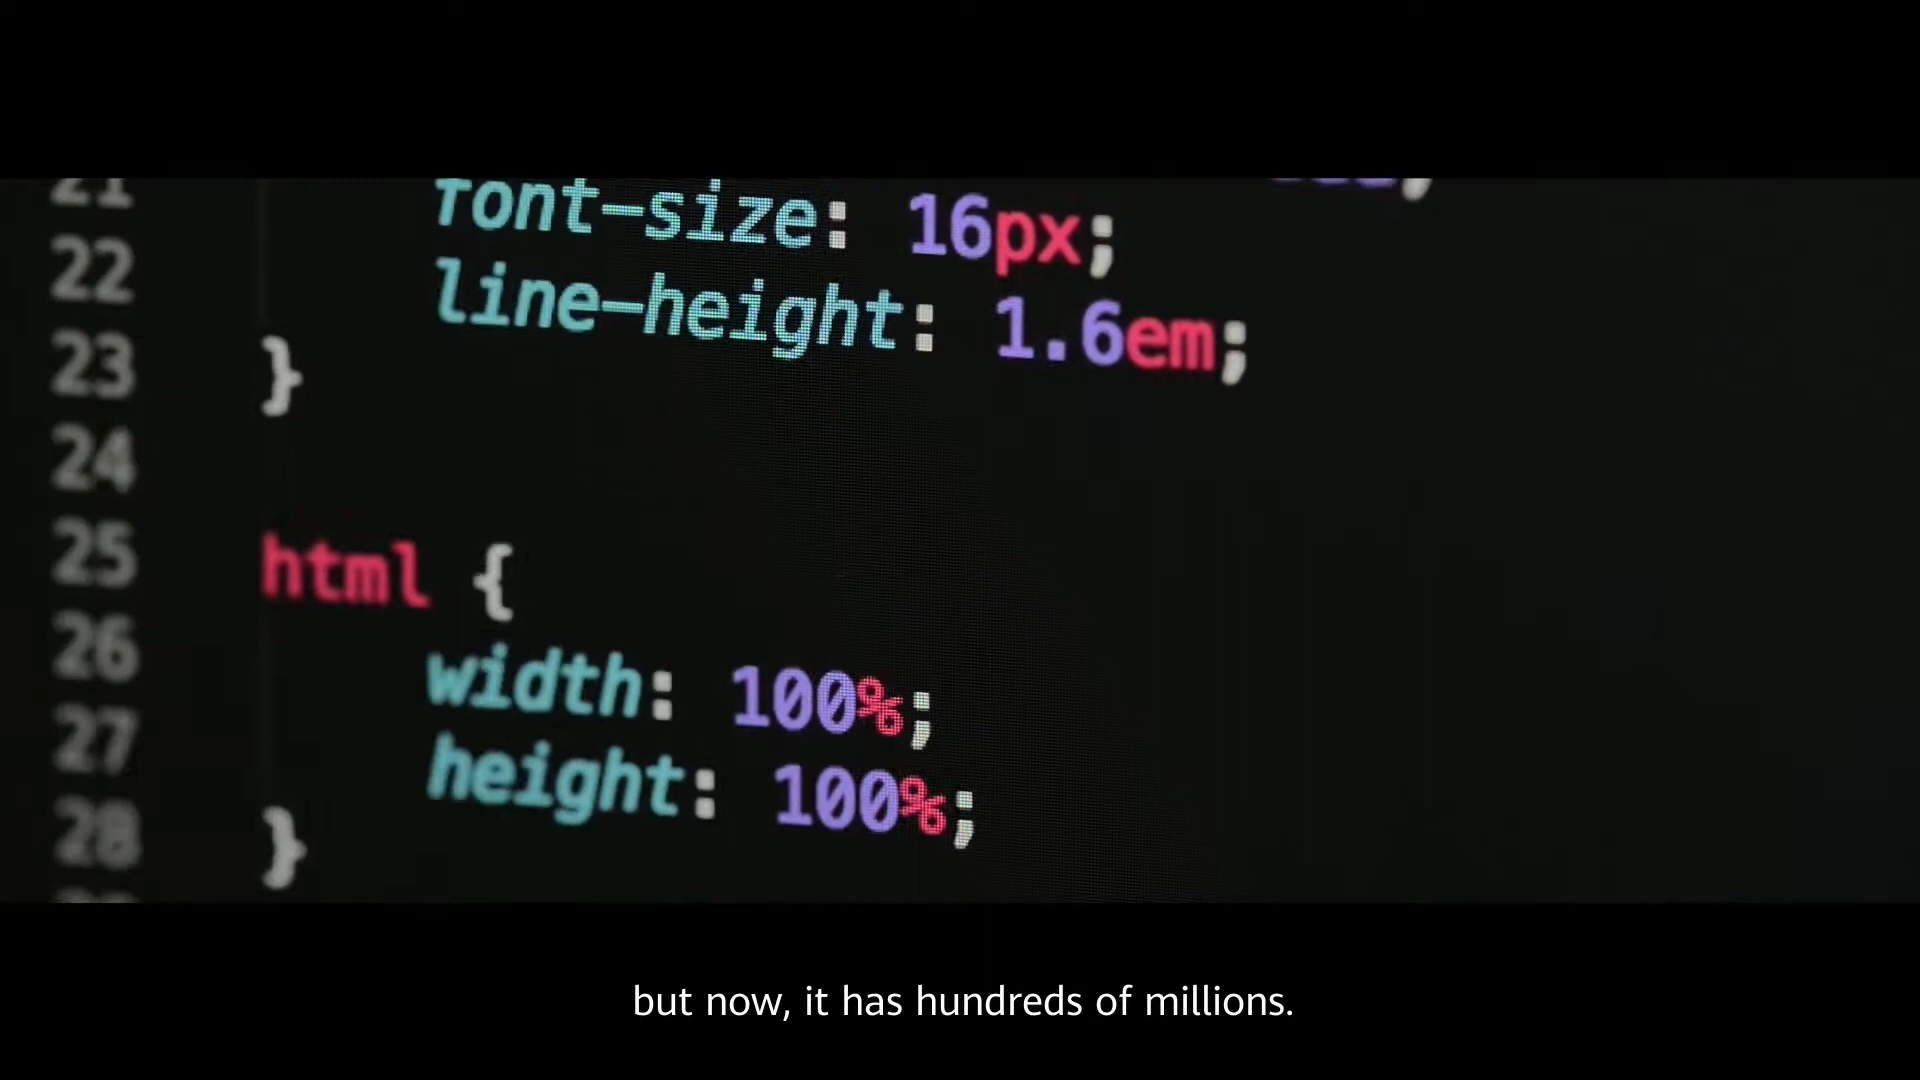 21 font-size: 16px;
22 line-height: 1.6em;
23 }
24
25 html {
26 width: 100%;
27 height: 100%;
28 }
but now, it has hundreds of millions.